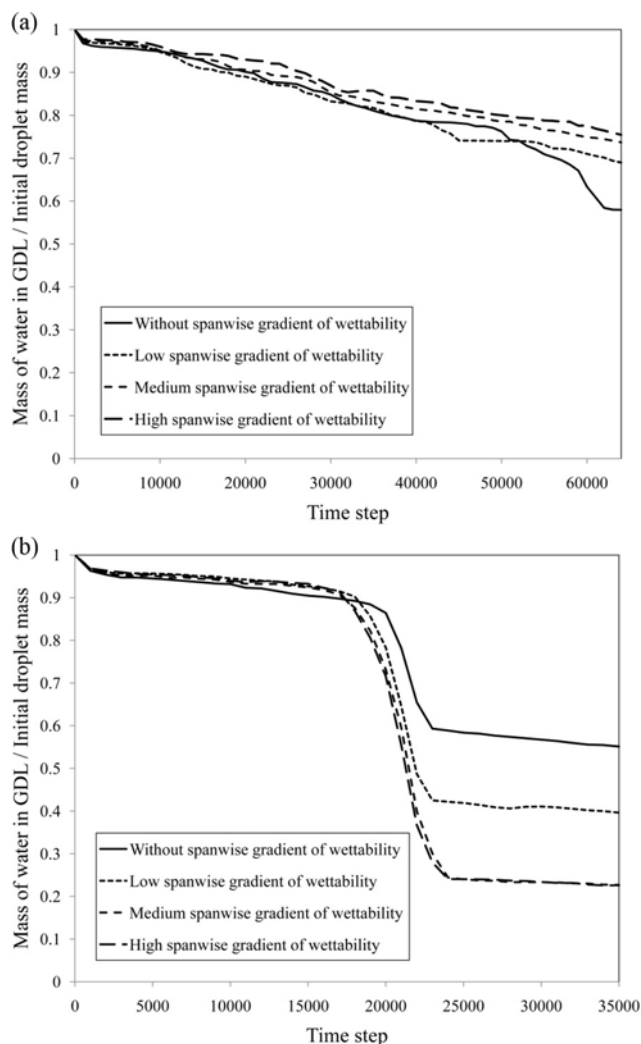 (a)
Mass of water in GDL / Initial droplet mass
1
0.9
0.8
0.7
0.6
0.5
0.4
0.3
0.2
0.1
0
Without spanwise gradient of wettability
Low spanwise gradient of wettability
Medium spanwise gradient of wettability
High spanwise gradient of wettability
0 10000 20000 30000 40000 50000 60000
Time step
(b)
Mass of water in GDL / Initial droplet mass
1
0.9
0.8
0.7
0.6
0.5
0.4
0.3
0.2
0.1
0
Without spanwise gradient of wettability
Low spanwise gradient of wettability
Medium spanwise gradient of wettability
High spanwise gradient of wettability
0 5000 10000 15000 20000 25000 30000 35000
Time step